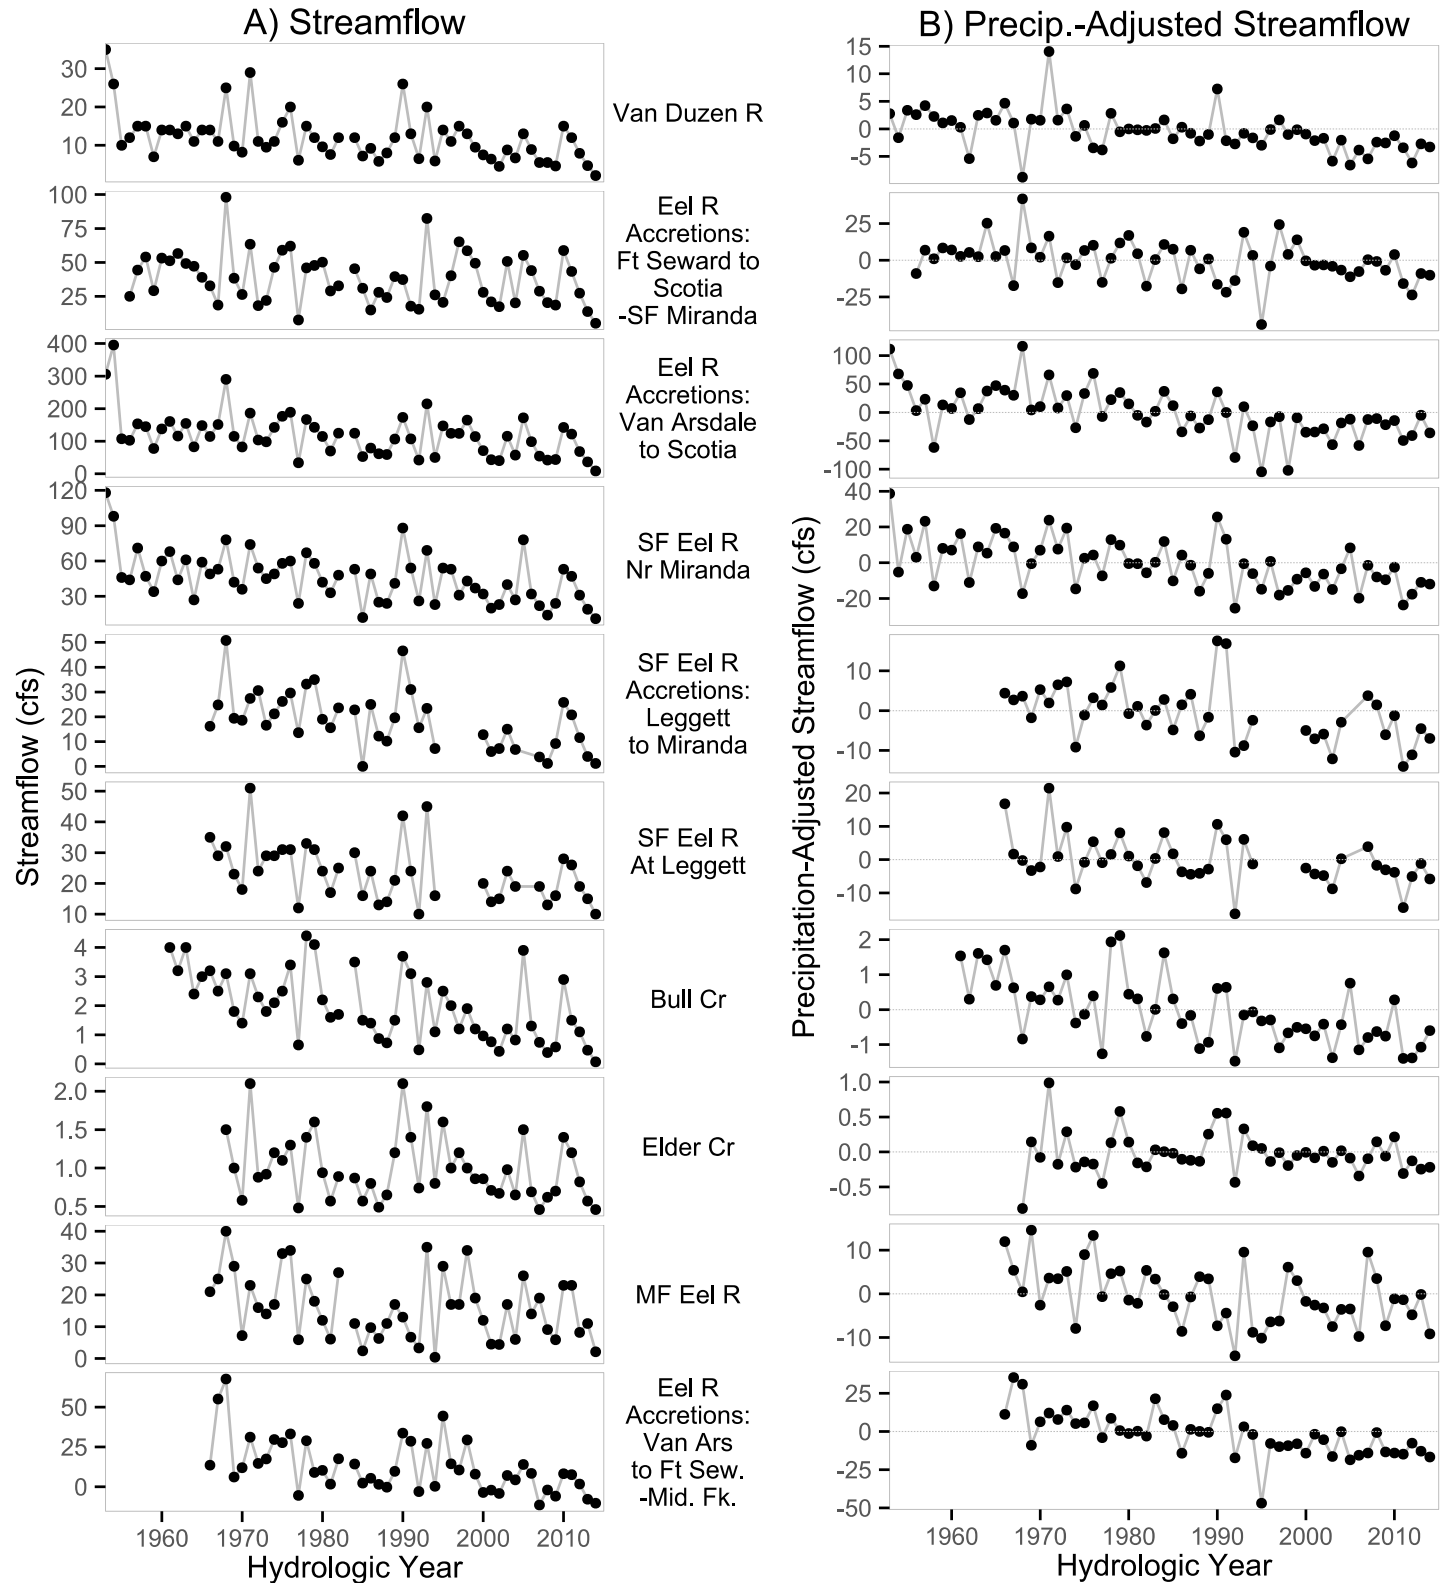 A) Streamflow
B) Precip.-Adjusted Streamflow
Streamflow (cfs)
30
20
10
100
75
50
25
400
300
200
100
0
120
90
60
30
50
40
30
20
10
0
50
40
30
20
10
4
3
2
1
0
2.0
1.5
1.0
0.5
40
30
20
10
0
50
25
0
1960 1970 1980 1990 2000 2010
Hydrologic Year
Van Duzen R
Eel R
Accretions:
Ft Seward to
Scotia
-SF Miranda
Eel R
Accretions:
Van Arsdale
to Scotia
SF Eel R
Nr Miranda
SF Eel R
Accretions:
Leggett
to Miranda
SF Eel R
At Leggett
Bull Cr
Elder Cr
MF Eel R
Eel R
Accretions:
Van Ars
to Ft Sew.
-Mid. Fk.
Precipitation-Adjusted Streamflow (cfs)
15
10
5
0
-5
25
0
-25
100
50
0
-50
-100
40
20
0
-20
10
0
-10
20
10
0
-10
2
1
0
-1
1.0
0.5
0.0
-0.5
10
0
-10
25
0
-25
-50
1960 1970 1980 1990 2000 2010
Hydrologic Year